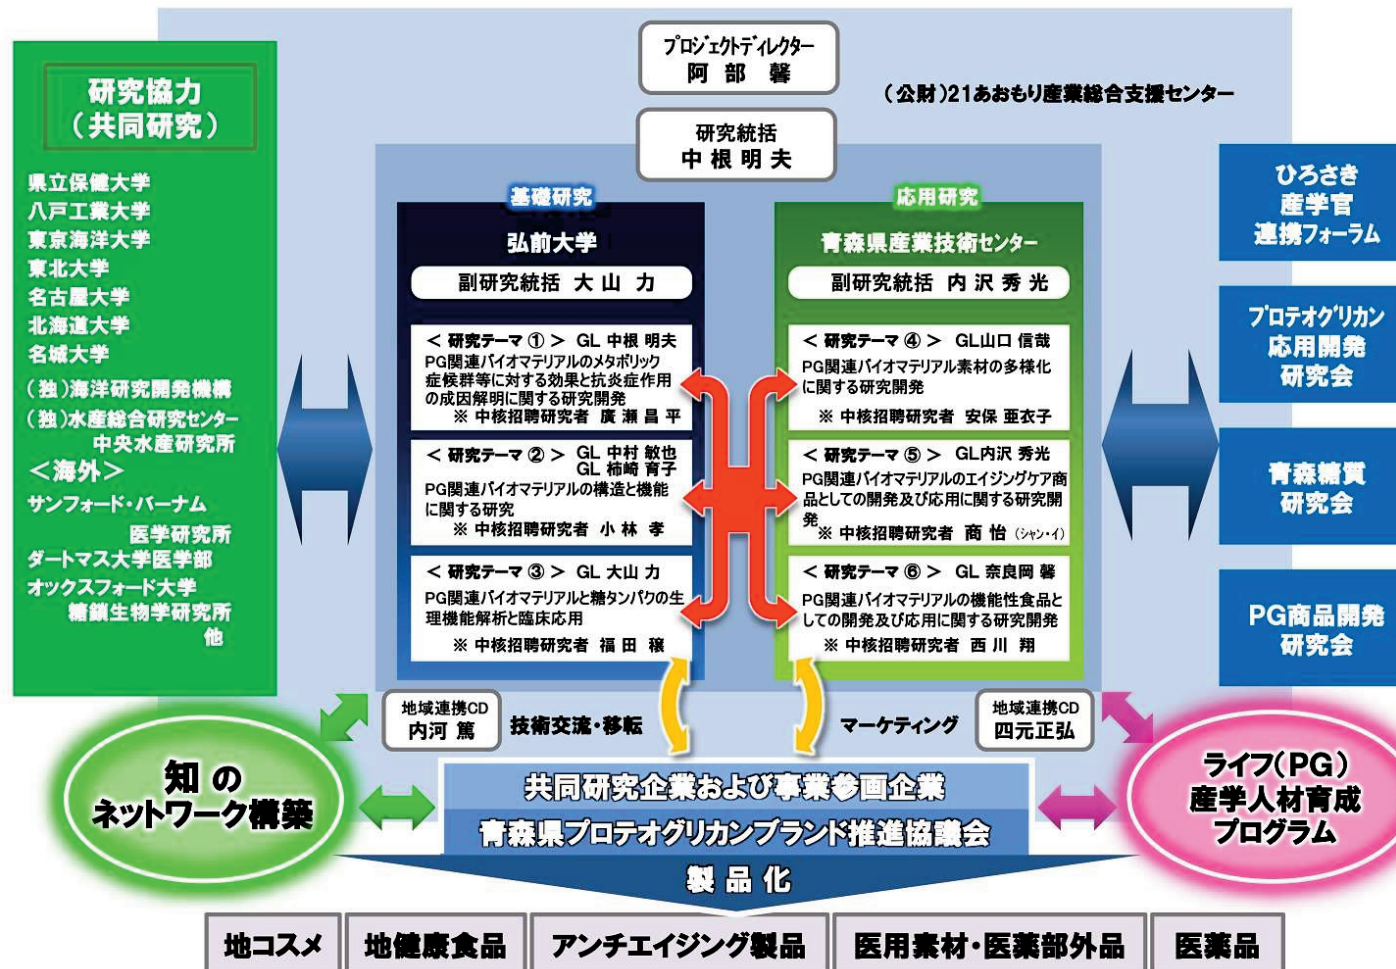 プロジェクトディレクター
阿部 馨
(公財)21あおもり産業総合支援センター
研究統括
中根明夫
研究協力
(共同研究)
県立保健大学
八戸工業大学
東京海洋大学
東北大学
名古屋大学
北海道大学
名城大学
(独)海洋研究開発機構
(独)水産総合研究センター
中央水産研究所
<海外>
サンフォード・バーナム
医学研究所
ダートマス大学医学部
オックスフォード大学
糖鎖生物学研究所
他
基礎研究
弘前大学
副研究統括 大山 力
< 研究テーマ ① > GL 中根 明夫
PG関連バイオマテリアルのメタボリック
症候群等に対する効果と抗炎症作用
の成因解明に関する研究開発
※ 中核招聘研究者 廣瀬昌平
< 研究テーマ ② > GL 中村 敏也
GL 柿崎 育子
PG関連バイオマテリアルの構造と機能
に関する研究
※ 中核招聘研究者 小林 孝
< 研究テーマ ③ > GL 大山 力
PG関連バイオマテリアルと糖タンパクの生
理機能解析と臨床応用
※ 中核招聘研究者 福田 穣
応用研究
青森県産業技術センター
副研究統括 内沢秀光
< 研究テーマ ④ > GL山口 信哉
PG関連バイオマテリアル素材の多様化
に関する研究開発
※ 中核招聘研究者 安保 亜衣子
< 研究テーマ ⑤ > GL内沢 秀光
PG関連バイオマテリアルのエイジングケア商
品としての開発及び応用に関する研究開
発
※ 中核招聘研究者 商 怡 (シャン・イ)
< 研究テーマ ⑥ > GL 奈良岡 馨
PG関連バイオマテリアルの機能性食品と
しての開発及び応用に関する研究開発
※ 中核招聘研究者 西川 翔
ひろさき
産学官
連携フォーラム
プロテオグリカン
応用開発
研究会
青森糖質
研究会
PG商品開発
研究会
地域連携CD
内河 篤
技術交流・移転
マーケティング
地域連携CD
四元正弘
知の
ネットワーク構築
共同研究企業および事業参画企業
青森県プロテオグリカンブランド推進協議会
ライフ(PG)
産学人材育成
プログラム
製品化
地コスメ
地健康食品
アンチエイジング製品
医用素材・医薬部外品
医薬品